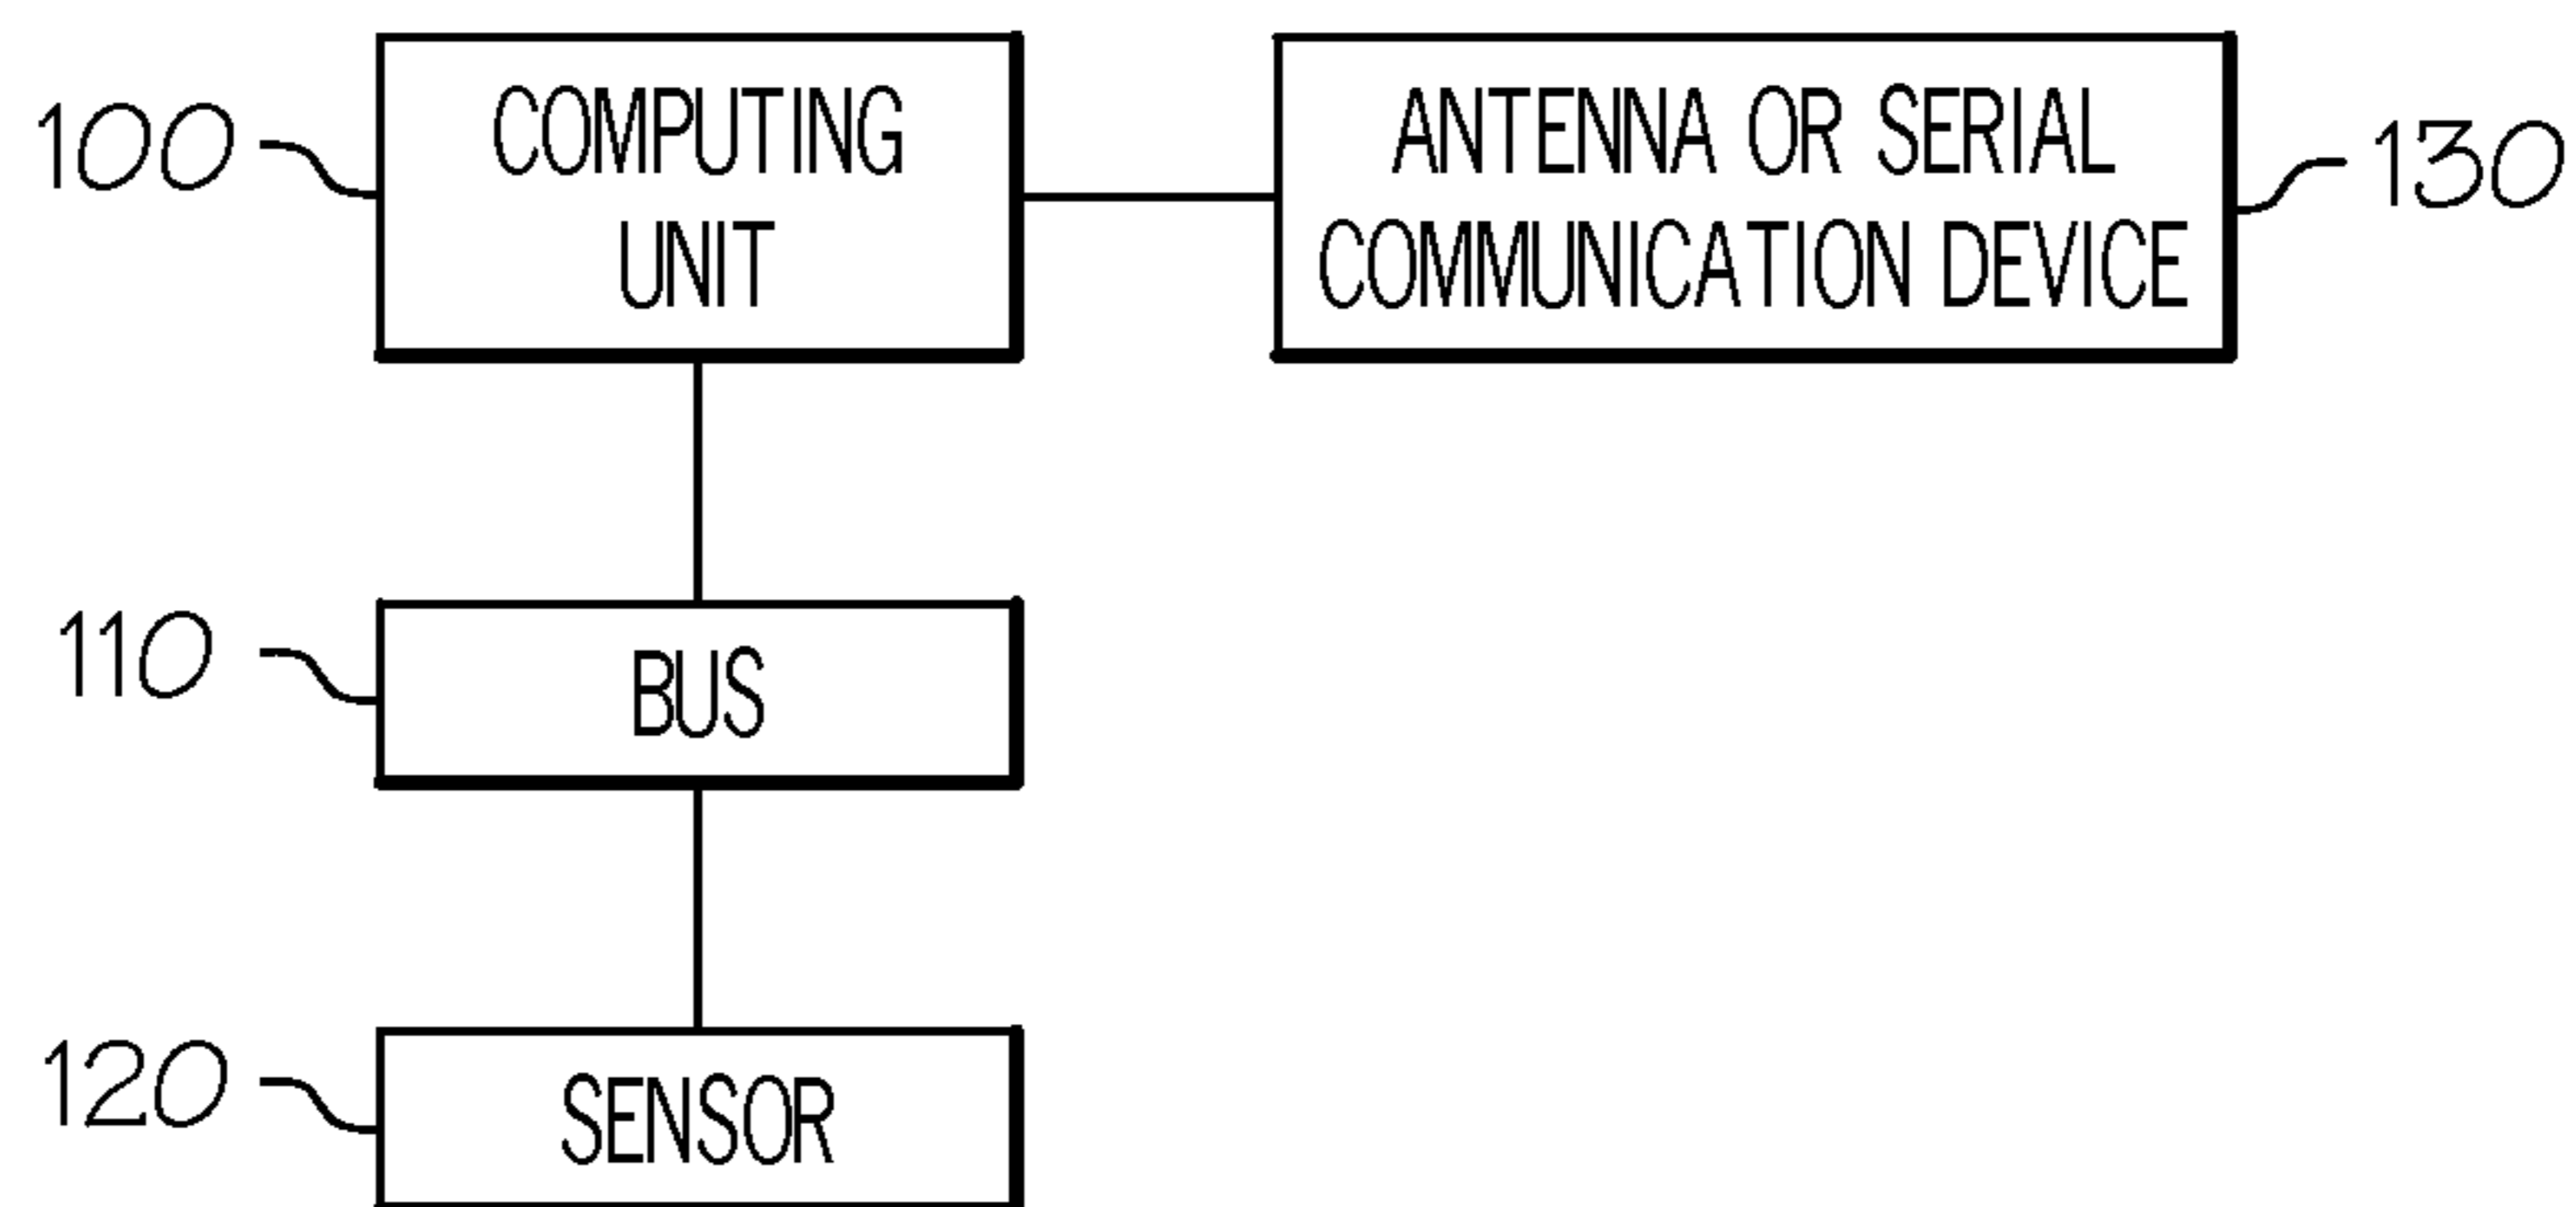 100
COMPUTING
UNIT
ANTENNA OR SERIAL
COMMUNICATION DEVICE
130
110
BUS
120
SENSOR